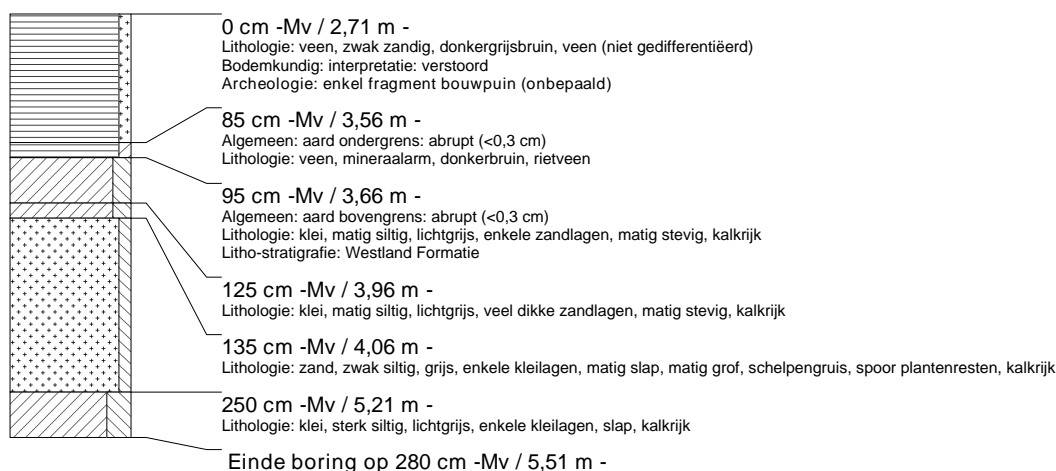 0 cm -Mv / 2,71 m -
Lithologie: veen, zwak zandig, donkergrijsbruin, veen (niet gedifferentiëerd)
Bodemkundig: interpretatie: verstoord
Archeologie: enkel fragment bouwpuin (onbepaald)
85 cm -Mv / 3,56 m -
Algemeen: aard ondergrens: abrupt (<0,3 cm)
Lithologie: veen, mineraalarm, donkerbruin, rietveen
95 cm -Mv / 3,66 m -
Algemeen: aard bovengrens: abrupt (<0,3 cm)
Lithologie: klei, matig siltig, lichtgrijs, enkele zandlagen, matig stevig, kalkrijk
Litho-stratigrafie: Westland Formatie
125 cm -Mv / 3,96 m -
Lithologie: klei, matig siltig, lichtgrijs, veel dikke zandlagen, matig stevig, kalkrijk
135 cm -Mv / 4,06 m -
Lithologie: zand, zwak siltig, grijs, enkele kleilagen, matig slap, matig grof, schelpengruis, spoor plantenresten, kalkrijk
250 cm -Mv / 5,21 m -
Lithologie: klei, sterk siltig, lichtgrijs, enkele kleilagen, slap, kalkrijk
Einde boring op 280 cm -Mv / 5,51 m -